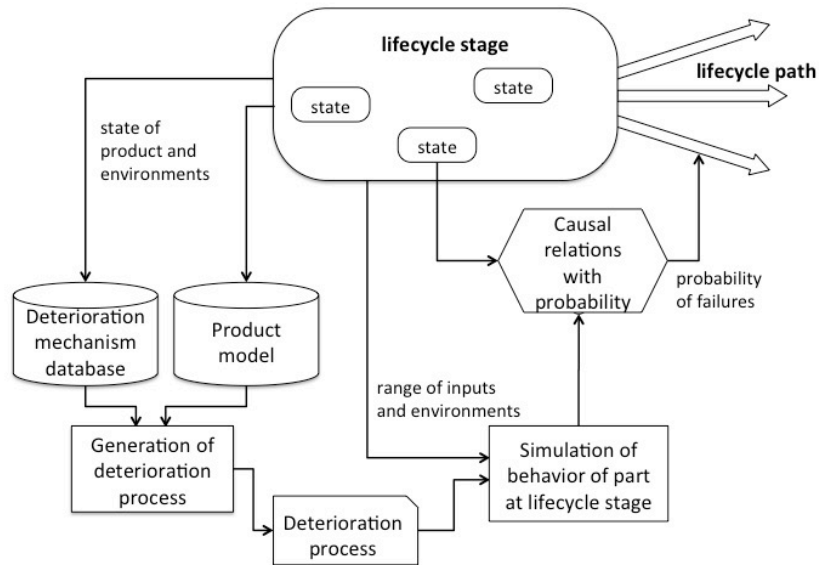 lifecycle stage
lifecycle path
state
state
state
state of
product and
environments
Causal
relations
with
probability
probability
of failures
Deterioration
mechanism
database
Product
model
range of inputs
and environments
Generation of
deterioration
process
Simulation of
behavior of part
at lifecycle stage
Deterioration
process